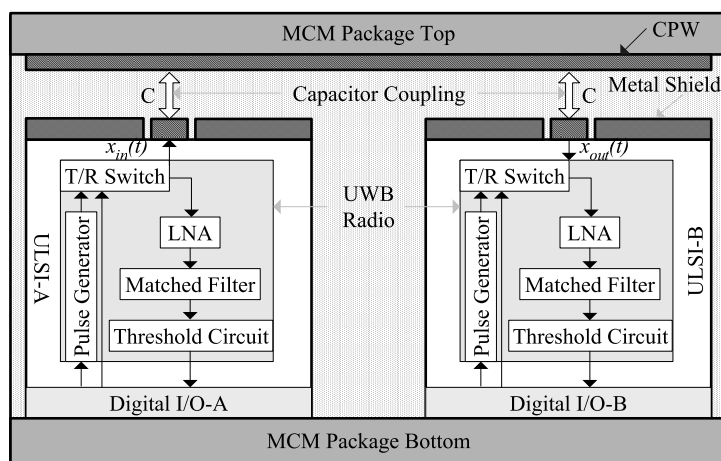 MCM Package Top
CPW
C
Capacitor Coupling
C
Metal Shield
x_in(t)
x_out(t)
T/R Switch
T/R Switch
UWB
Radio
LNA
LNA
ULSI-A
Pulse Generator
Matched Filter
Pulse Generator
Matched Filter
ULSI-B
Threshold Circuit
Threshold Circuit
Digital I/O-A
Digital I/O-B
MCM Package Bottom